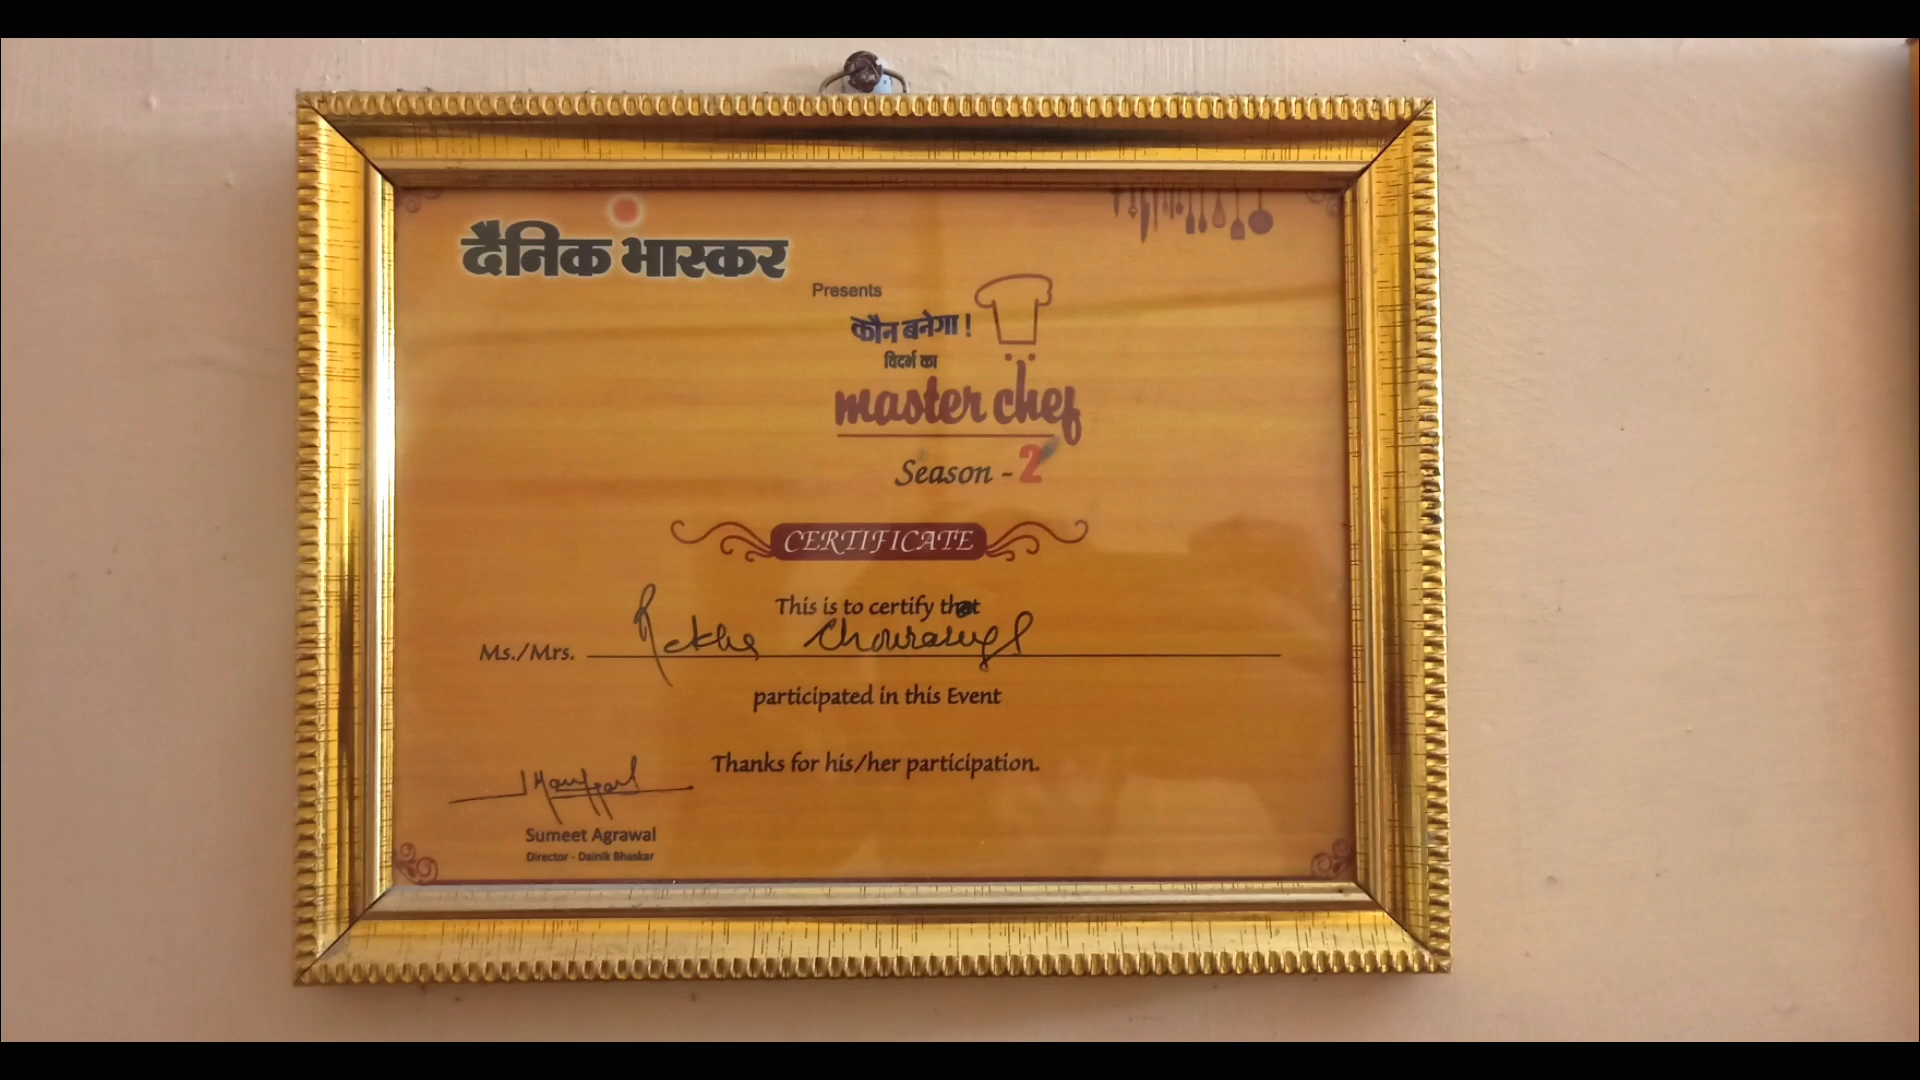 दैनिक भास्कर
Presents
कौन बनेगा !
विदर्भ का
master chef
Season - 2
CERTIFICATE
This is to certify that
Ms./Mrs. Rekha
participated in this Event
Thanks for his/her participation.
Sumeet Agrawal
Director - Dainik Bhaskar